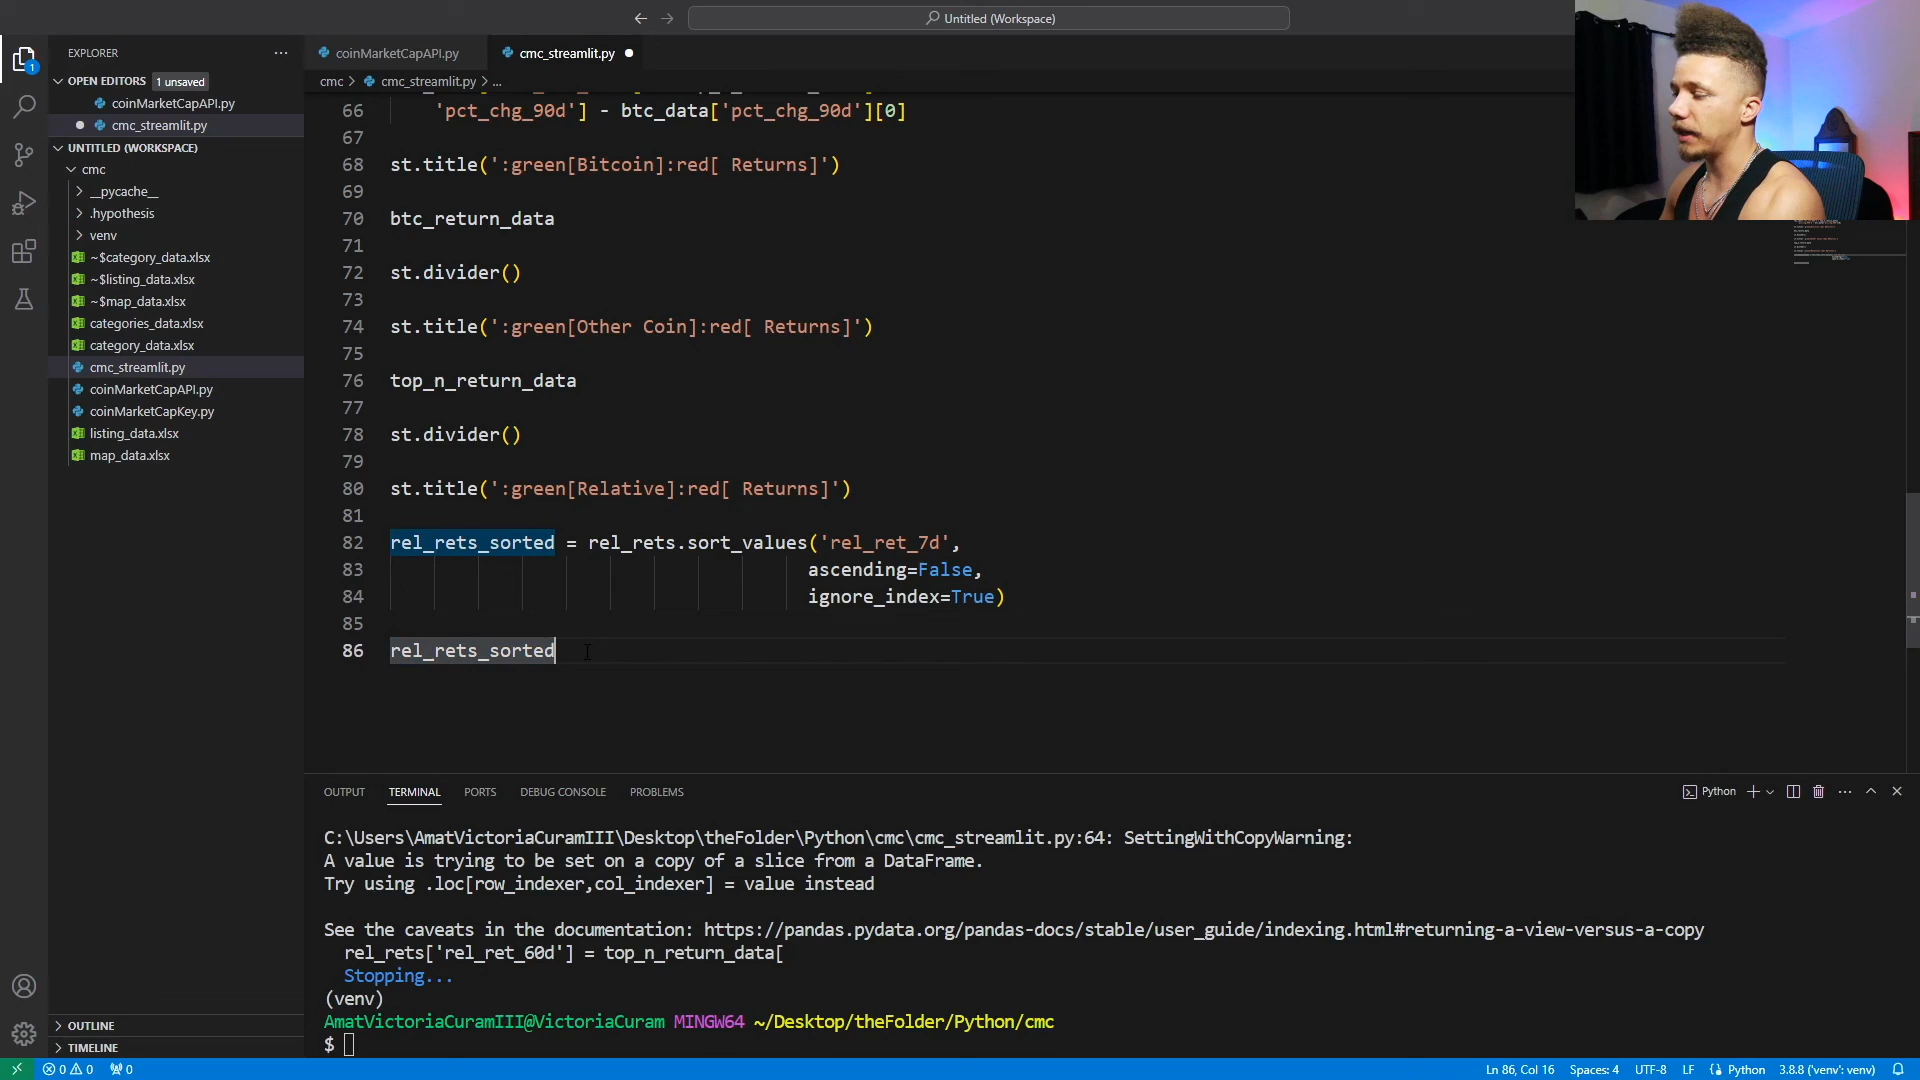 Untitled (Workspace)
EXPLORER
OPEN EDITORS 1 unsaved
coinMarketCapAPI.py
cmc_streamlit.py
UNTITLED (WORKSPACE)
cmc
__pycache__
.hypothesis
venv
~$category_data.xlsx
~$listing_data.xlsx
~$map_data.xlsx
categories_data.xlsx
category_data.xlsx
cmc_streamlit.py
coinMarketCapAPI.py
coinMarketCapKey.py
listing_data.xlsx
map_data.xlsx
OUTLINE
TIMELINE
coinMarketCapAPI.py cmc_streamlit.py
cmc > cmc_streamlit.py > ...
66 'pct_chg_90d'] - btc_data['pct_chg_90d'][0]
67
68 st.title(':green[Bitcoin]:red[ Returns]')
69
70 btc_return_data
71
72 st.divider()
73
74 st.title(':green[Other Coin]:red[ Returns]')
75
76 top_n_return_data
77
78 st.divider()
79
80 st.title(':green[Relative]:red[ Returns]')
81
82 rel_rets_sorted = rel_rets.sort_values('rel_ret_7d',
83 ascending=False,
84 ignore_index=True)
85
86 rel_rets_sorted
OUTPUT TERMINAL PORTS DEBUG CONSOLE PROBLEMS
Python
C:\Users\AmatVictoriaCuramIII\Desktop\theFolder\Python\cmc\cmc_streamlit.py:64: SettingWithCopyWarning:
A value is trying to be set on a copy of a slice from a DataFrame.
Try using .loc[row_indexer,col_indexer] = value instead
See the caveats in the documentation: https://pandas.pydata.org/pandas-docs/stable/user_guide/indexing.html#returning-a-view-versus-a-copy
rel_rets['rel_ret_60d'] = top_n_return_data[
Stopping...
(venv)
AmatVictoriaCuramIII@VictoriaCuram MINGW64 ~/Desktop/theFolder/Python/cmc
$
0 0 0 Ln 86, Col 16 Spaces: 4 UTF-8 LF Python 3.8.8 ('venv': venv)
1